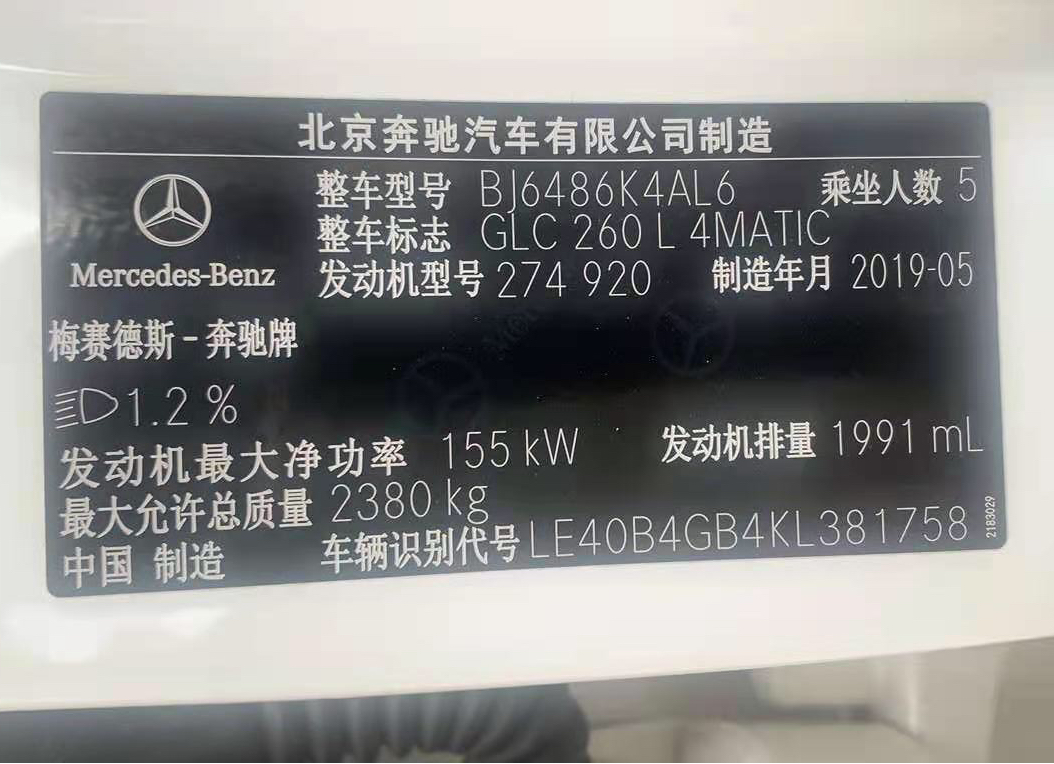 北京奔驰汽车有限公司制造
整车型号 BJ6486K4AL6 乘坐人数 5
整车标志 GLC 260 L 4MATIC
Mercedes-Benz 发动机型号 274 920 制造年月 2019-05
梅赛德斯-奔驰牌
1.2 %
发动机最大净功率 155 kW 发动机排量 1991 mL
最大允许总质量 2380 kg
中国 制造 车辆识别代号 LE40B4GB4KL381758
2183029